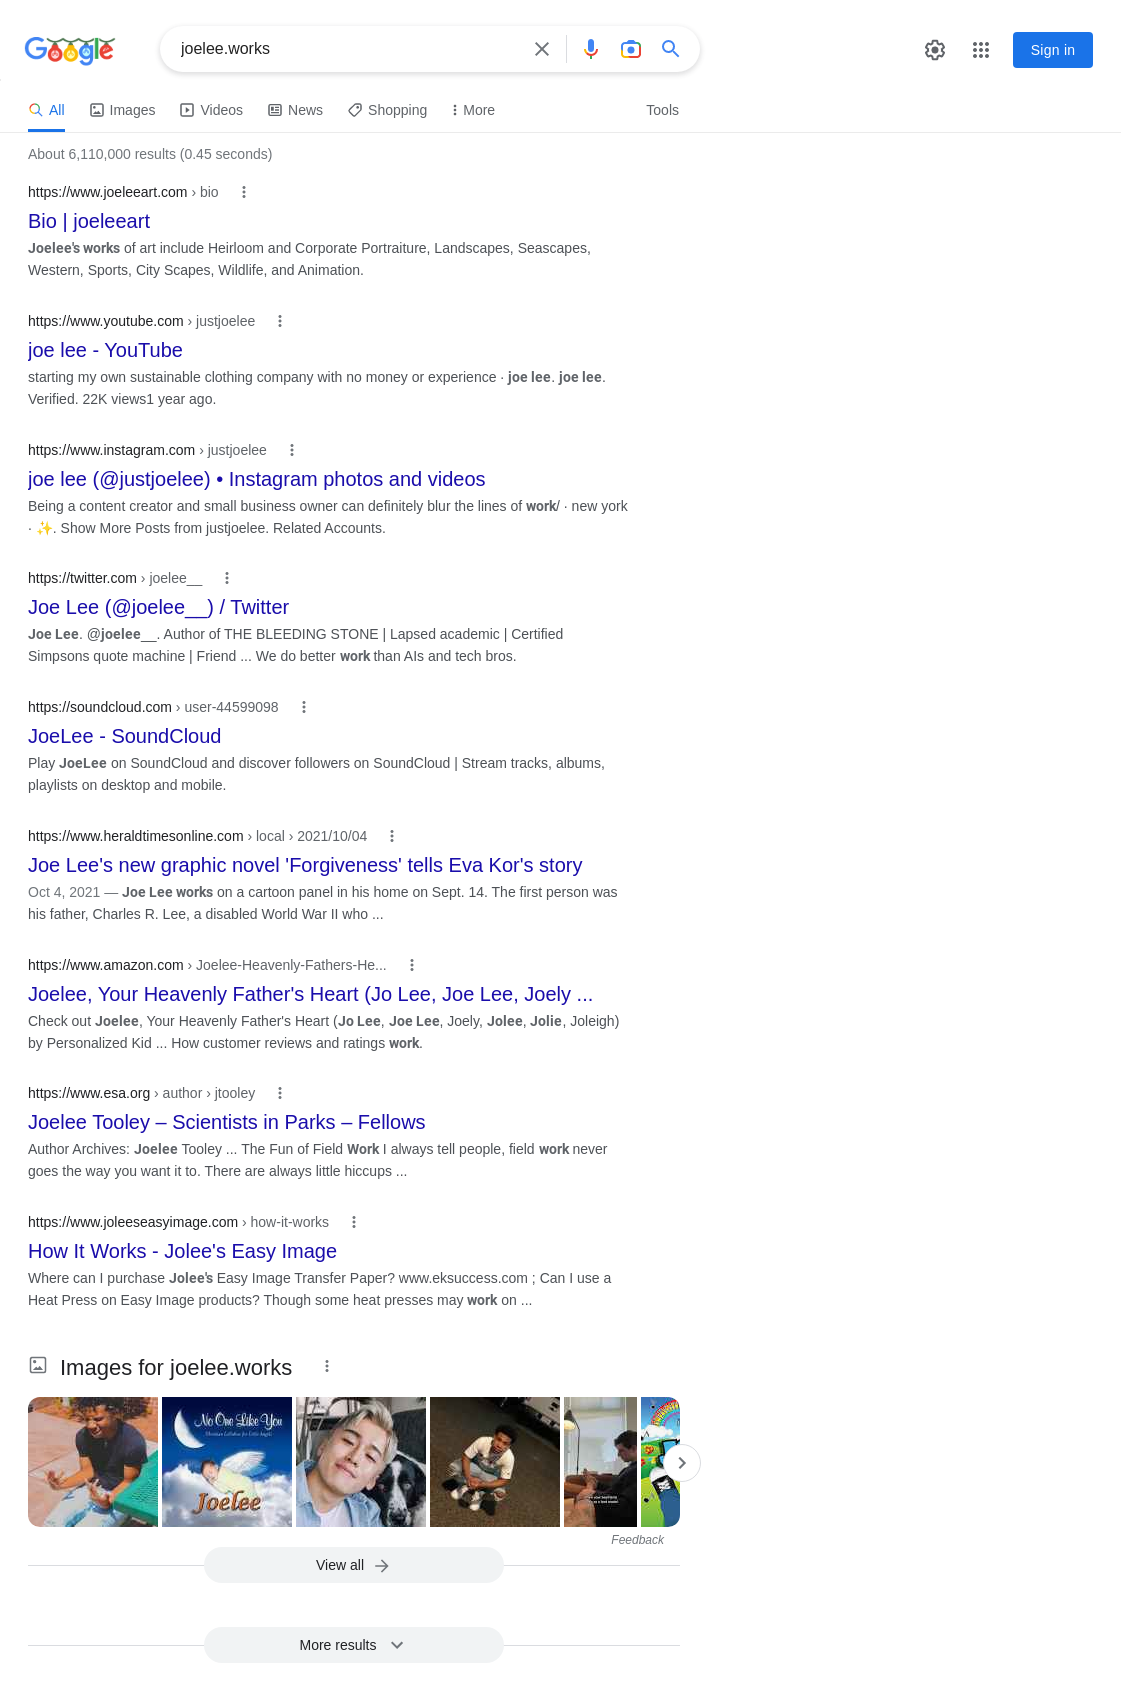 Google
joelee.works
Sign in
All
Images
Videos
News
Shopping
More
Tools
About 6,110,000 results (0.45 seconds)
https://www.joeleeart.com › bio
Bio | joeleeart
Joelee's works of art include Heirloom and Corporate Portraiture, Landscapes, Seascapes,
Western, Sports, City Scapes, Wildlife, and Animation.
https://www.youtube.com › justjoelee
joe lee - YouTube
starting my own sustainable clothing company with no money or experience · joe lee. joe lee.
Verified. 22K views1 year ago.
https://www.instagram.com › justjoelee
joe lee (@justjoelee) • Instagram photos and videos
Being a content creator and small business owner can definitely blur the lines of work/ · new york
· ✨. Show More Posts from justjoelee. Related Accounts.
https://twitter.com › joelee__
Joe Lee (@joelee__) / Twitter
Joe Lee. @joelee__. Author of THE BLEEDING STONE | Lapsed academic | Certified
Simpsons quote machine | Friend ... We do better work than AIs and tech bros.
https://soundcloud.com › user-44599098
JoeLee - SoundCloud
Play JoeLee on SoundCloud and discover followers on SoundCloud | Stream tracks, albums,
playlists on desktop and mobile.
https://www.heraldtimesonline.com › local › 2021/10/04
Joe Lee's new graphic novel 'Forgiveness' tells Eva Kor's story
Oct 4, 2021 — Joe Lee works on a cartoon panel in his home on Sept. 14. The first person was
his father, Charles R. Lee, a disabled World War II who ...
https://www.amazon.com › Joelee-Heavenly-Fathers-He...
Joelee, Your Heavenly Father's Heart (Jo Lee, Joe Lee, Joely ...
Check out Joelee, Your Heavenly Father's Heart (Jo Lee, Joe Lee, Joely, Jolee, Jolie, Joleigh)
by Personalized Kid ... How customer reviews and ratings work.
https://www.esa.org › author › jtooley
Joelee Tooley – Scientists in Parks – Fellows
Author Archives: Joelee Tooley ... The Fun of Field Work I always tell people, field work never
goes the way you want it to. There are always little hiccups ...
https://www.joleeseasyimage.com › how-it-works
How It Works - Jolee's Easy Image
Where can I purchase Jolee's Easy Image Transfer Paper? www.eksuccess.com ; Can I use a
Heat Press on Easy Image products? Though some heat presses may work on ...
Images for joelee.works
No One Like You
Joelee
Feedback
View all
More results